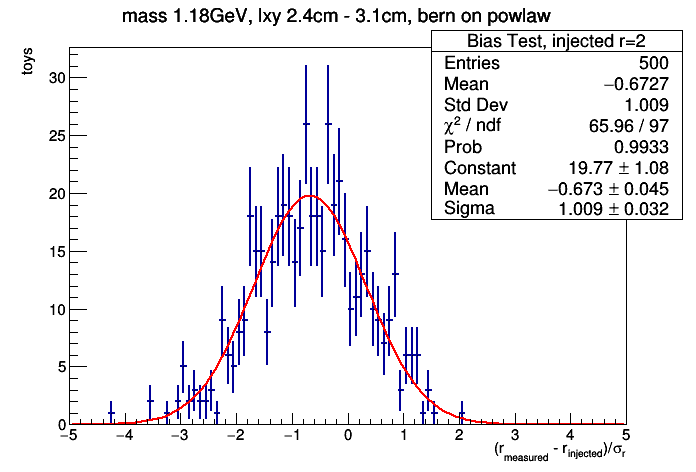 mass 1.18GeV, lxy 2.4cm - 3.1cm, bern on powlaw
Bias Test, injected r=2
Entries 500
Mean −0.6727
Std Dev 1.009
χ² / ndf 65.96 / 97
Prob 0.9933
Constant 19.77 ± 1.08
Mean −0.673 ± 0.045
Sigma 1.009 ± 0.032
toys
30
25
20
15
10
5
0
−5 −4 −3 −2 −1 0 1 2 3 4 5
(r_measured - r_injected)/σ_r